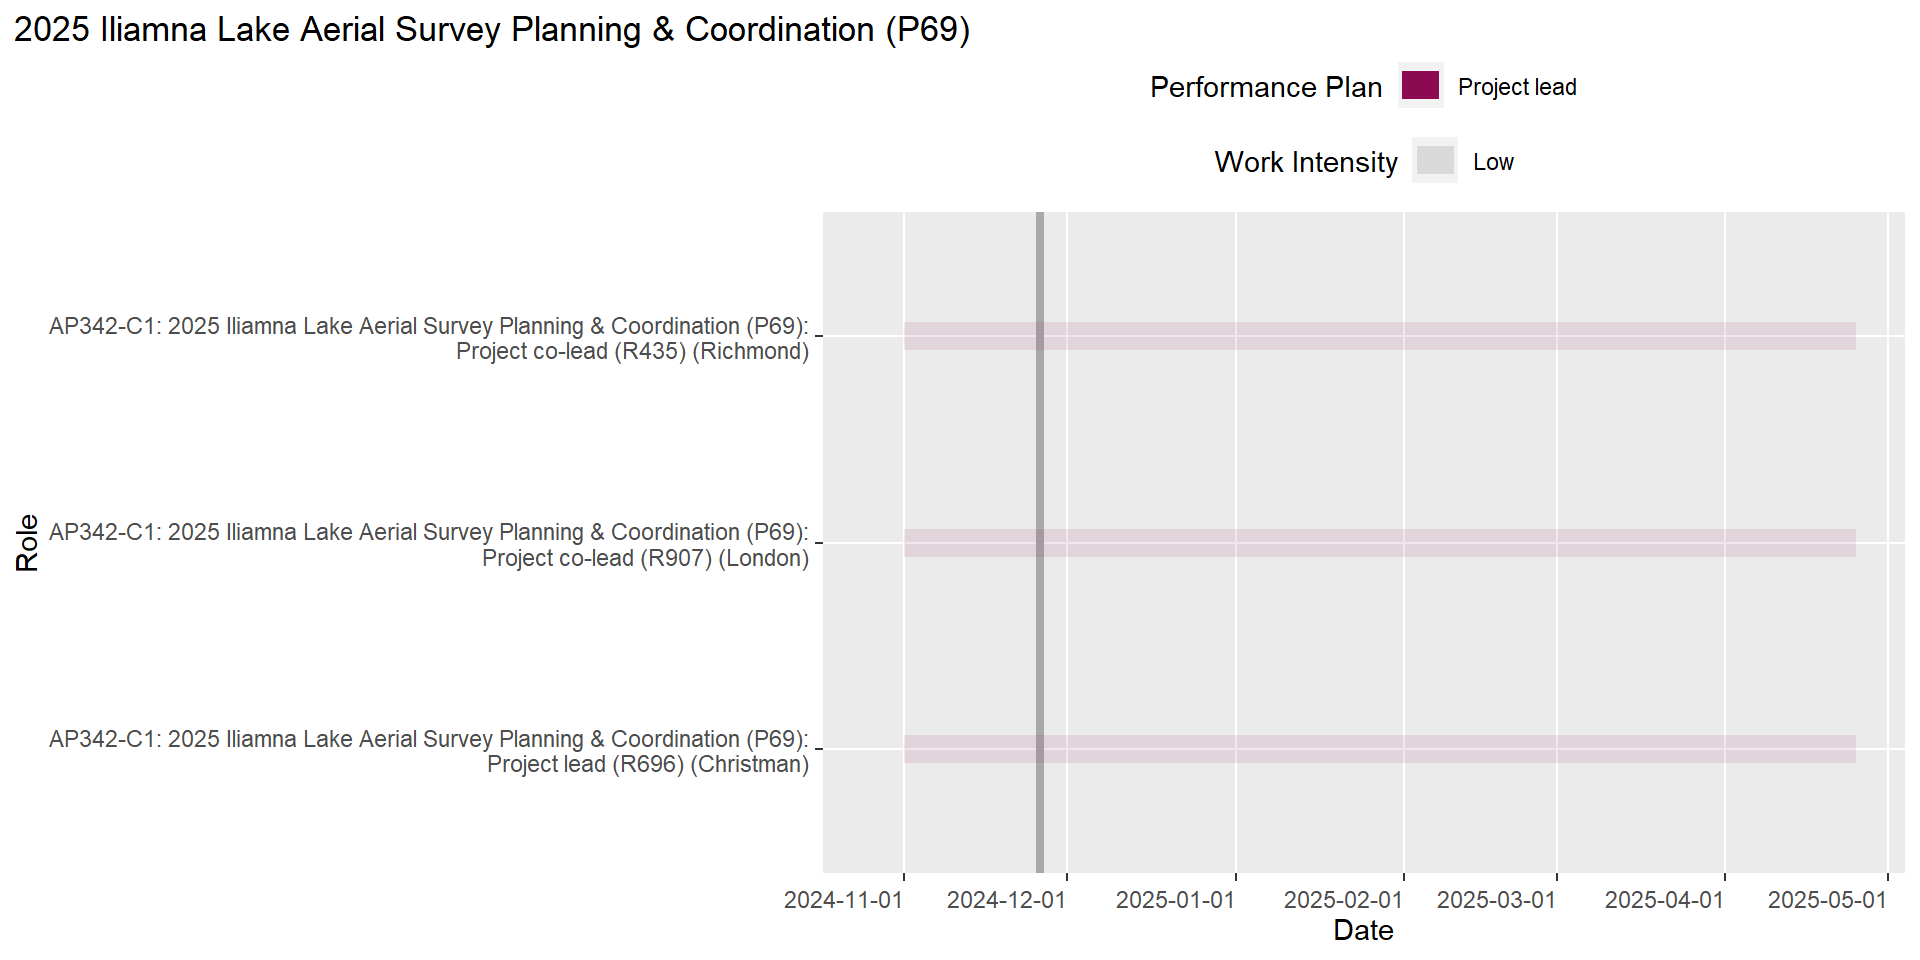 2025 Iliamna Lake Aerial Survey Planning & Coordination (P69)
Performance Plan
Project lead
Work Intensity
Low
AP342-C1: 2025 Iliamna Lake Aerial Survey Planning & Coordination (P69):
Project co-lead (R435) (Richmond)
AP342-C1: 2025 Iliamna Lake Aerial Survey Planning & Coordination (P69):
Project co-lead (R907) (London)
AP342-C1: 2025 Iliamna Lake Aerial Survey Planning & Coordination (P69):
Project lead (R696) (Christman)
Role
2024-11-01
2024-12-01
2025-01-01
2025-02-01
2025-03-01
2025-04-01
2025-05-01
Date